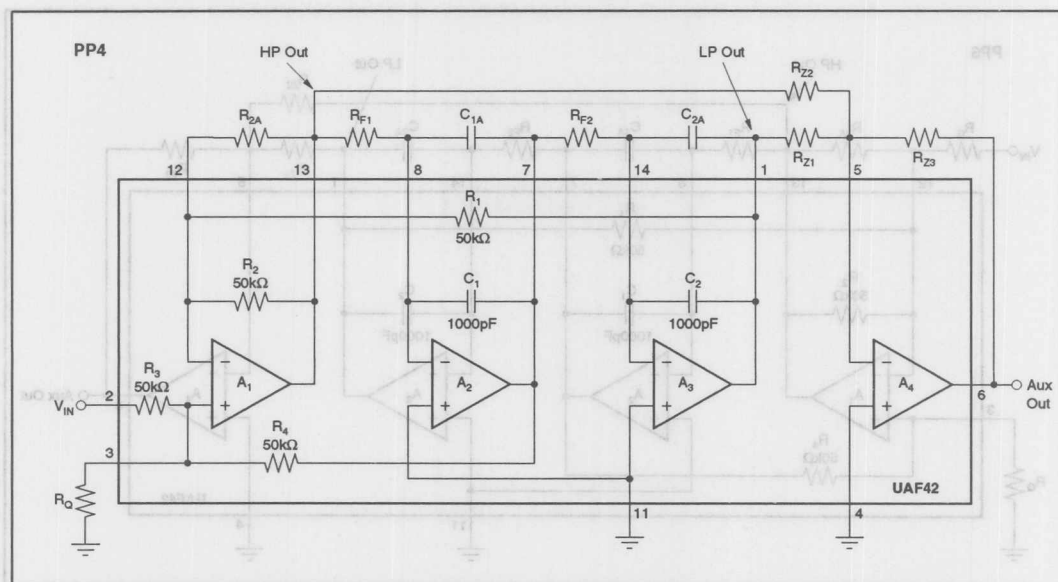 PP4
HP Out
LP Out
RZ2
R2A
RF1
C1A
RF2
C2A
RZ1
RZ3
12
13
8
7
14
1
5
R1
50kΩ
R2
50kΩ
C1
1000pF
C2
1000pF
R3
50kΩ
2
VIN
A1
A2
A3
A4
6
Aux
Out
R4
50kΩ
3
RQ
UAF42
11
4